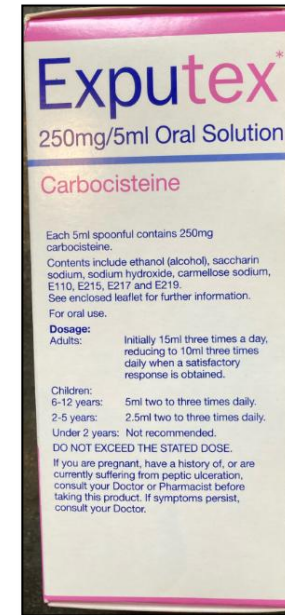 Exputex*
250mg/5ml Oral Solution
Carbocisteine
Each 5ml spoonful contains 250mg
carbocisteine.
Contents include ethanol (alcohol), saccharin
sodium, sodium hydroxide, carmellose sodium,
E110, E215, E217 and E219.
See enclosed leaflet for further information.
For oral use.
Dosage:
Adults: Initially 15ml three times a day,
reducing to 10ml three times
daily when a satisfactory
response is obtained.
Children:
6-12 years: 5ml two to three times daily.
2-5 years: 2.5ml two to three times daily.
Under 2 years: Not recommended.
DO NOT EXCEED THE STATED DOSE.
If you are pregnant, have a history of, or are
currently suffering from peptic ulceration,
consult your Doctor or Pharmacist before
taking this product. If symptoms persist,
consult your Doctor.